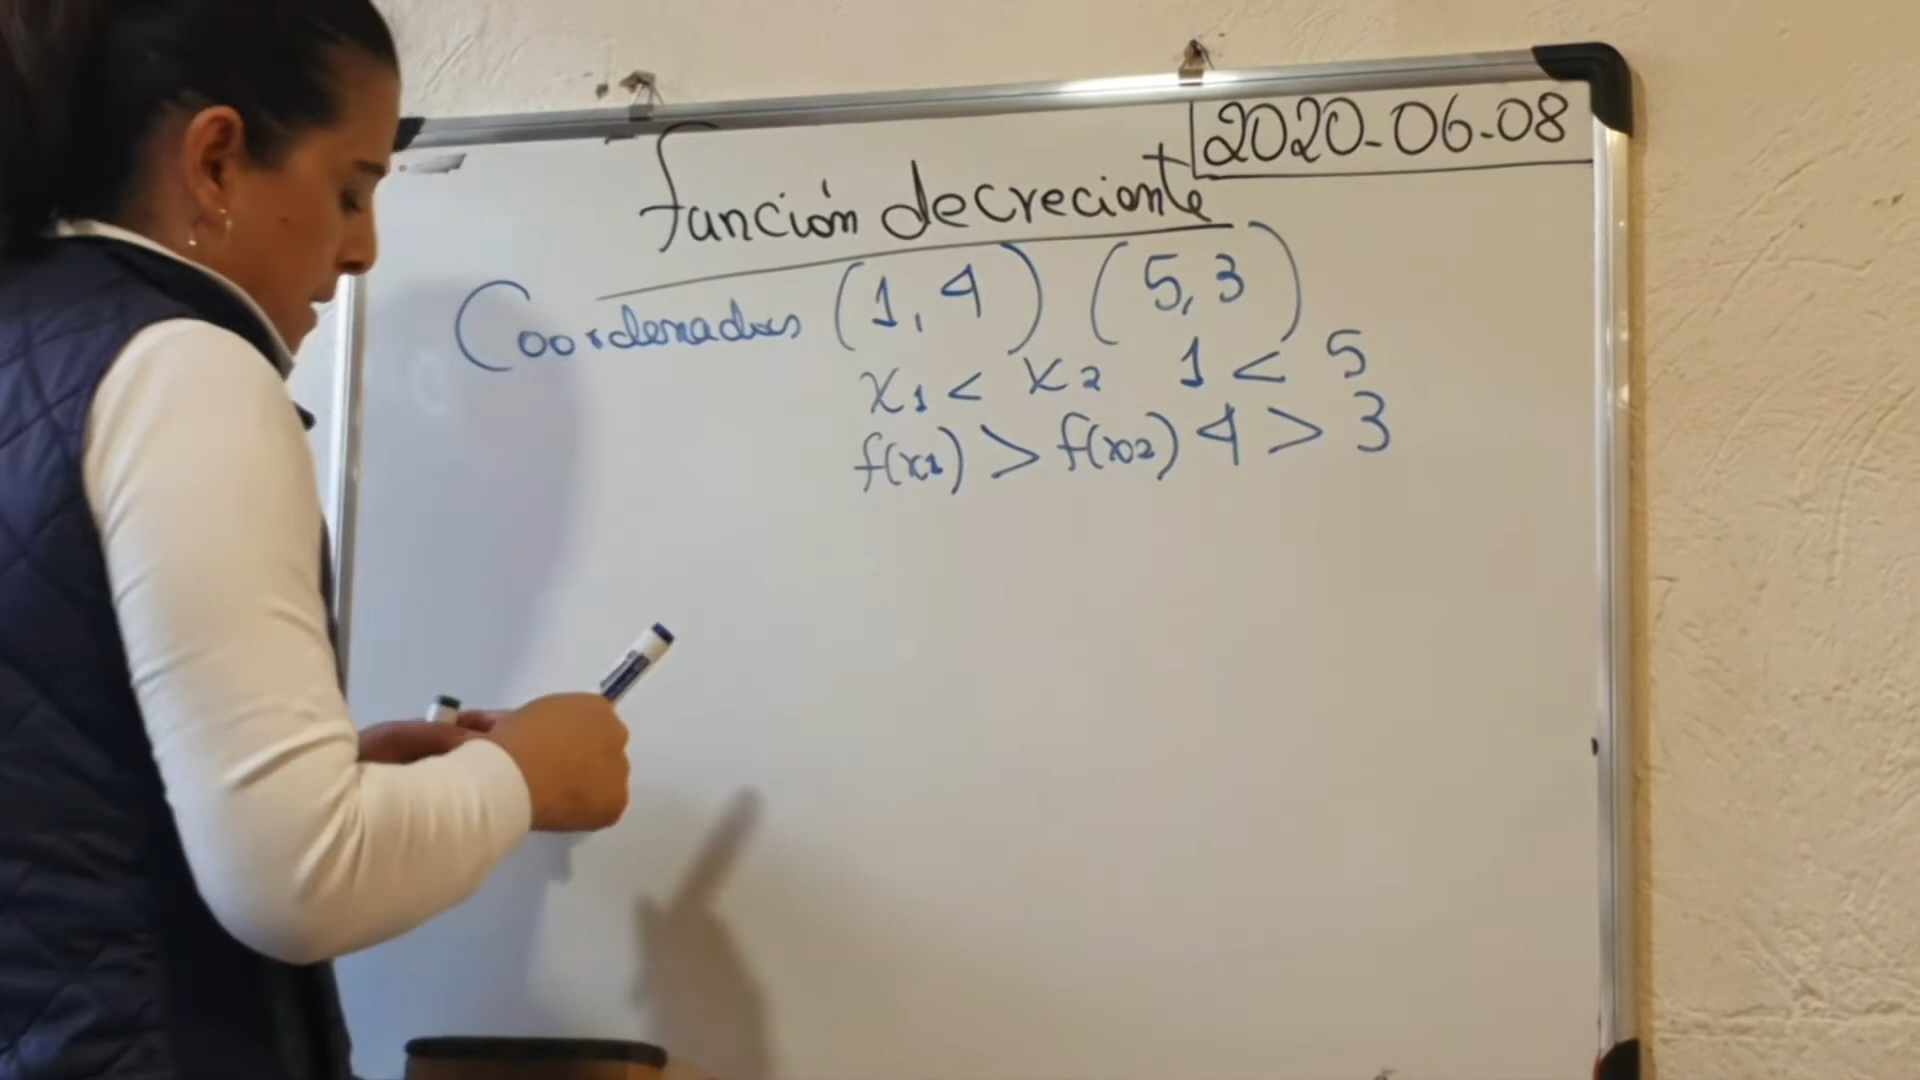 2020-06-08
función decreciente
Coordenadas (1, 4) (5, 3)
x1 < x2 1 < 5
f(x1) > f(x2) 4 > 3